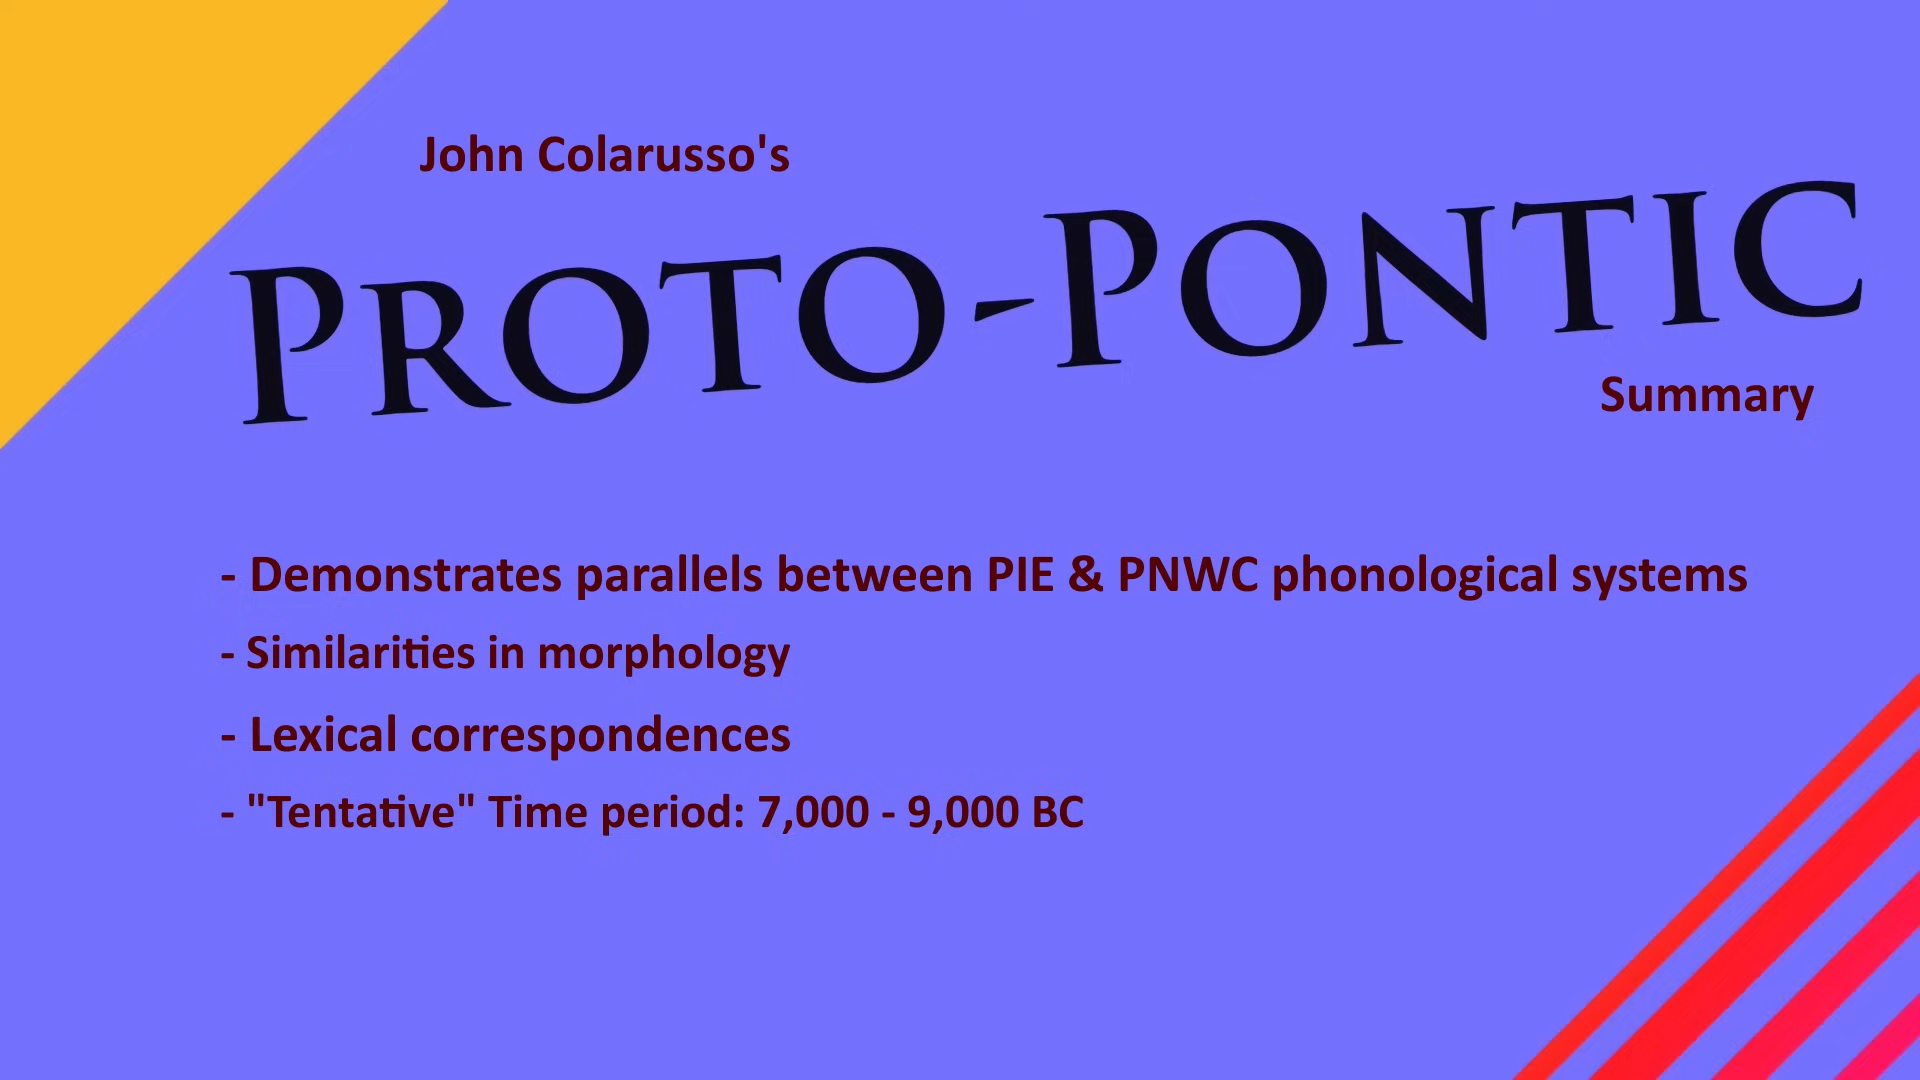 John Colarusso's
PROTO-PONTIC
Summary
- Demonstrates parallels between PIE & PNWC phonological systems
- Similarities in morphology
- Lexical correspondences
- "Tentative" Time period: 7,000 - 9,000 BC